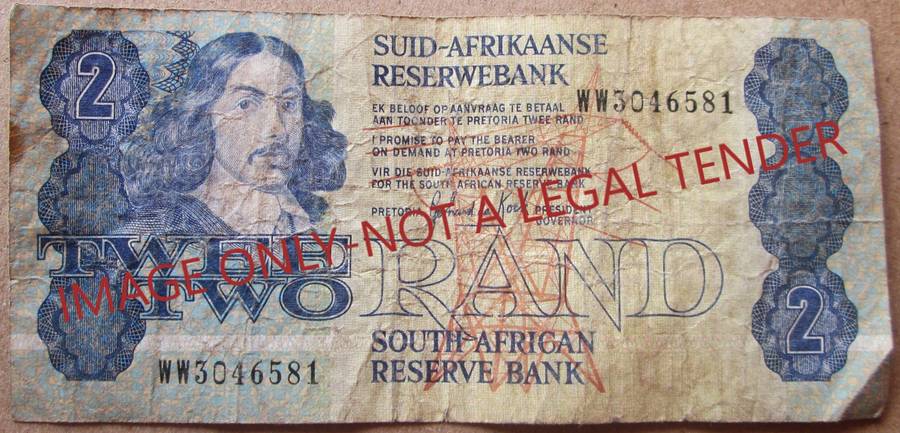 2
SUID-AFRIKAANSE
RESERWEBANK
WW3046581
EK BELOOF OP AANVRAAG TE BETAAL
AAN TOONDER TE PRETORIA TWEE RAND
I PROMISE TO PAY THE BEARER
ON DEMAND AT PRETORIA TWO RAND
VIR DIE SUID-AFRIKAANSE RESERWEBANK
FOR THE SOUTH AFRICAN RESERVE BANK
PRETORIA PRESIDENT
GOVERNOR
IMAGE ONLY-NOT A LEGAL TENDER
TWEE
TWO RAND
2
SOUTH-AFRICAN
RESERVE BANK
WW3046581